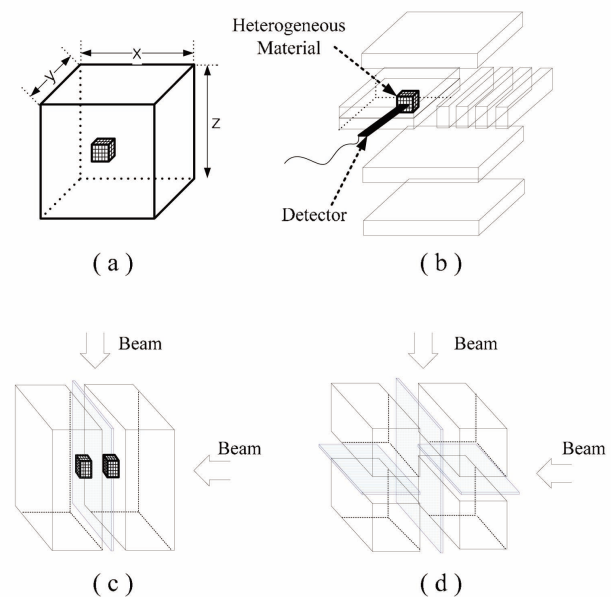 x
y
z
( a )
Heterogeneous
Material
Detector
( b )
Beam
Beam
( c )
Beam
Beam
( d )